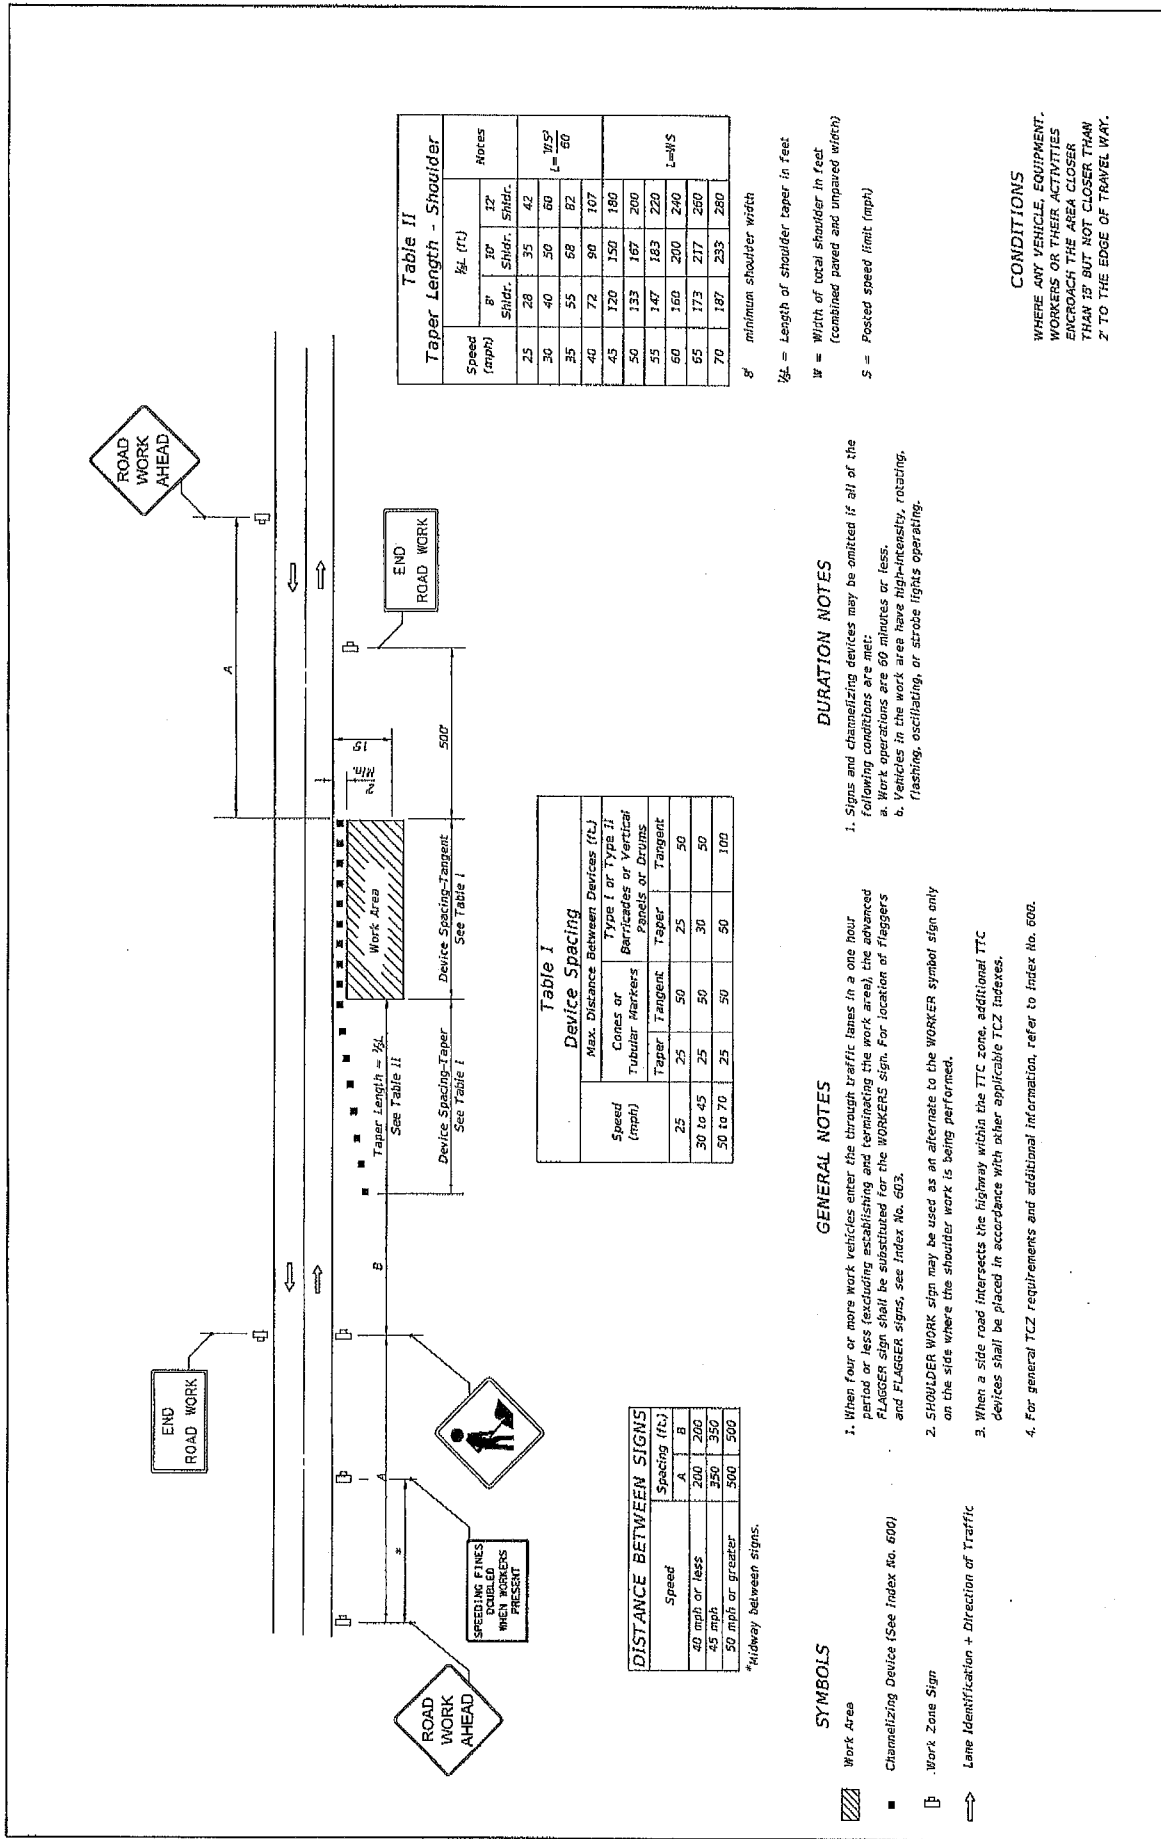 ROAD
WORK
AHEAD
A
END
ROAD WORK
END
ROAD WORK
2'
Min.
15'
500'
Work Area
Device Spacing-Tangent
See Table I
Taper Length = ⅓L
See Table II
Device Spacing-Taper
See Table I
B
A
*
SPEEDING FINES
DOUBLED
WHEN WORKERS
PRESENT
ROAD
WORK
AHEAD
DISTANCE BETWEEN SIGNS
Speed Spacing (ft.)
A B
40 mph or less 200 200
45 mph 350 350
50 mph or greater 500 500
*Midway between signs.
Table I
Device Spacing
Speed (mph) Max. Distance Between Devices (ft.)
Cones or Tubular Markers Type I or Type II Barricades or Vertical Panels or Drums
Taper Tangent Taper Tangent
25 25 50 25 50
30 to 45 25 50 30 50
50 to 70 25 50 50 100
Table II
Taper Length - Shoulder
Speed (mph) ⅓L (ft) Notes
8' Shldr. 10' Shldr. 12' Shldr.
25 28 35 42 L= WS²/60
30 40 50 60
35 55 68 82
40 72 90 107
45 120 150 180 L=WS
50 133 167 200
55 147 183 220
60 160 200 240
65 173 217 260
70 187 233 280
8' minimum shoulder width
⅓L = Length of shoulder taper in feet
W = Width of total shoulder in feet
(combined paved and unpaved width)
S = Posted speed limit (mph)
SYMBOLS
Work Area
Channelizing Device (See Index No. 600)
Work Zone Sign
Lane Identification + Direction of Traffic
GENERAL NOTES
1. When four or more work vehicles enter the through traffic lanes in a one hour
period or less (excluding establishing and terminating the work area), the advanced
FLAGGER sign shall be substituted for the WORKERS sign. For location of flaggers
and FLAGGER signs, see Index No. 603.
2. SHOULDER WORK sign may be used as an alternate to the WORKER symbol sign only
on the side where the shoulder work is being performed.
3. When a side road intersects the highway within the TTC zone, additional TTC
devices shall be placed in accordance with other applicable TCZ Indexes.
4. For general TCZ requirements and additional information, refer to Index No. 600.
DURATION NOTES
1. Signs and channelizing devices may be omitted if all of the
following conditions are met:
a. Work operations are 60 minutes or less.
b. Vehicles in the work area have high-intensity, rotating,
flashing, oscillating, or strobe lights operating.
CONDITIONS
WHERE ANY VEHICLE, EQUIPMENT,
WORKERS OR THEIR ACTIVITIES
ENCROACH THE AREA CLOSER
THAN 15' BUT NOT CLOSER THAN
2' TO THE EDGE OF TRAVEL WAY.